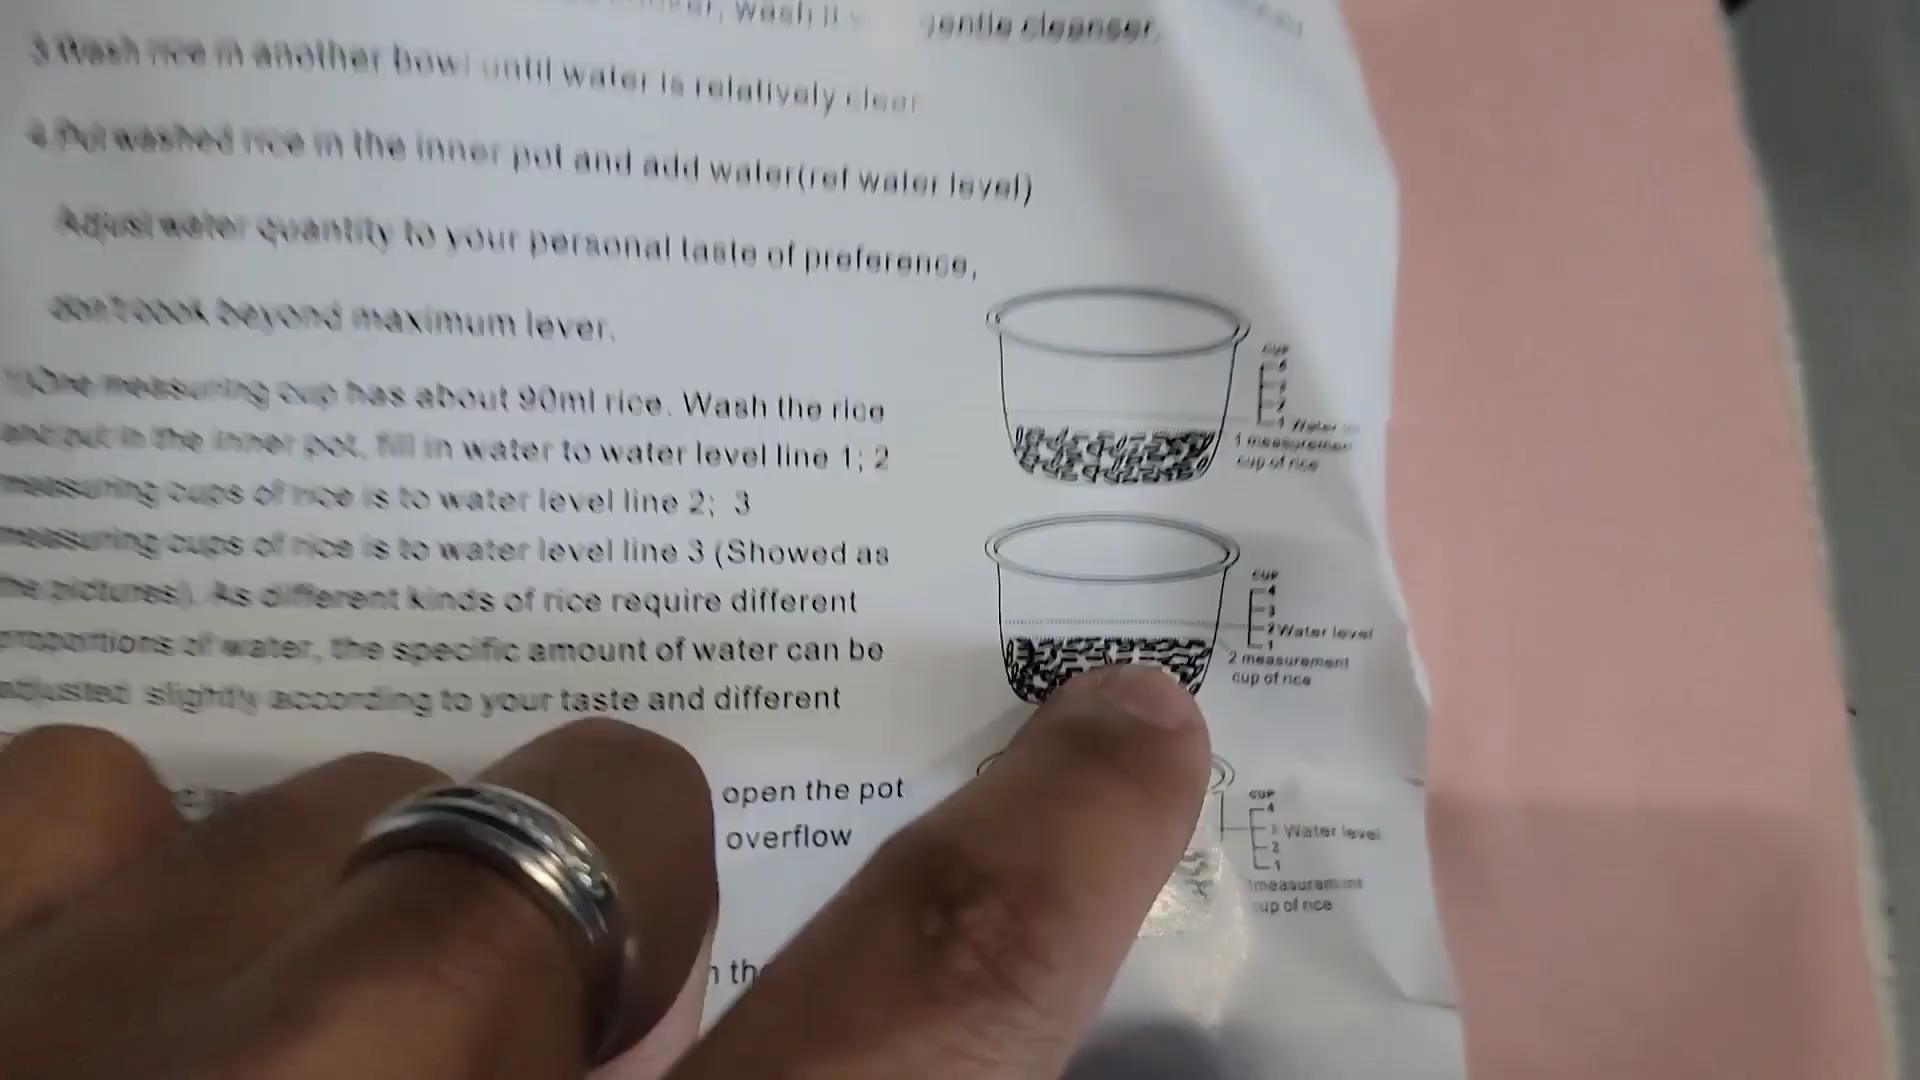 wash it
gentle cleanser.
3.Wash rice in another bowl until water is relatively clear
4.Put washed rice in the inner pot and add water(ref water level)
Adjust water quantity to your personal taste of preference,
don't cook beyond maximum lever.
One measuring cup has about 90ml rice. Wash the rice
and put in the inner pot, fill in water to water level line 1; 2
measuring cups of rice is to water level line 2; 3
measuring cups of rice is to water level line 3 (Showed as
the pictures). As different kinds of rice require different
proportions of water, the specific amount of water can be
adjusted slightly according to your taste and different
open the pot
overflow
CUP
4
3
2
1 Water
1 measurement
cup of rice
CUP
4
3
2 Water level
1
2 measurement
cup of rice
CUP
4
3 Water level
2
1
measurement
cup of rice